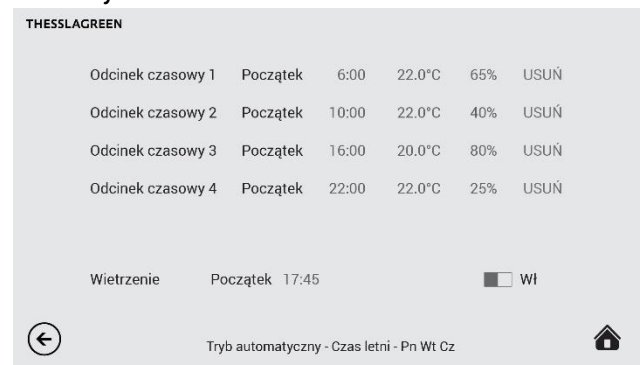 THESSLAGREEN
Odcinek czasowy 1 Początek 6:00 22.0°C 65% USUŃ
Odcinek czasowy 2 Początek 10:00 22.0°C 40% USUŃ
Odcinek czasowy 3 Początek 16:00 20.0°C 80% USUŃ
Odcinek czasowy 4 Początek 22:00 22.0°C 25% USUŃ
Wietrzenie Początek 17:45 Wł
Tryb automatyczny - Czas letni - Pn Wt Cz